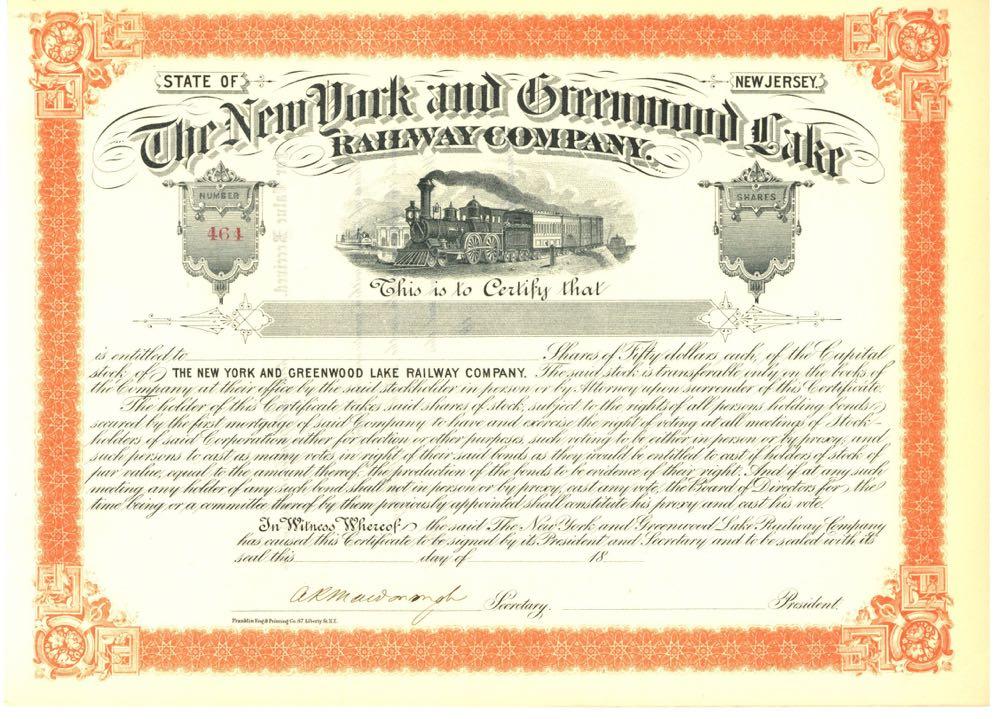 STATE OF NEW JERSEY.
The New York and Greenwood Lake
RAILWAY COMPANY.
NUMBER
464
SHARES
This is to Certify that
is entitled to Shares of Fifty dollars each, of the Capital
stock of THE NEW YORK AND GREENWOOD LAKE RAILWAY COMPANY. The said stock is transferable only on the books of
the Company at their office by the said stockholder in person or by Attorney upon surrender of this Certificate.
The holder of this Certificate takes said shares of stock, subject to the rights of all persons holding bonds
secured by the first mortgage of said Company to have and exercise the right of voting at all meetings of Stock-
holders of said Corporation either for election or other purposes, such voting to be either in person or by proxy, and
such persons to cast as many votes in right of their said bonds as they would be entitled to cast if holders of stock of
par value, equal to the amount thereof, the production of the bonds to be evidence of their right. And if at any such
meeting any holder of any such bond shall not in person or by proxy, cast any vote, the Board of Directors for the
time being or a committee thereof by them previously appointed shall constitute his proxy and cast his vote.
In Witness Whereof the said The New York and Greenwood Lake Railway Company
has caused this Certificate to be signed by its President and Secretary and to be sealed with its
seal this day of 18
Secretary. President.
Franklin Eng & Printing Co. 67 Liberty St. N.Y.